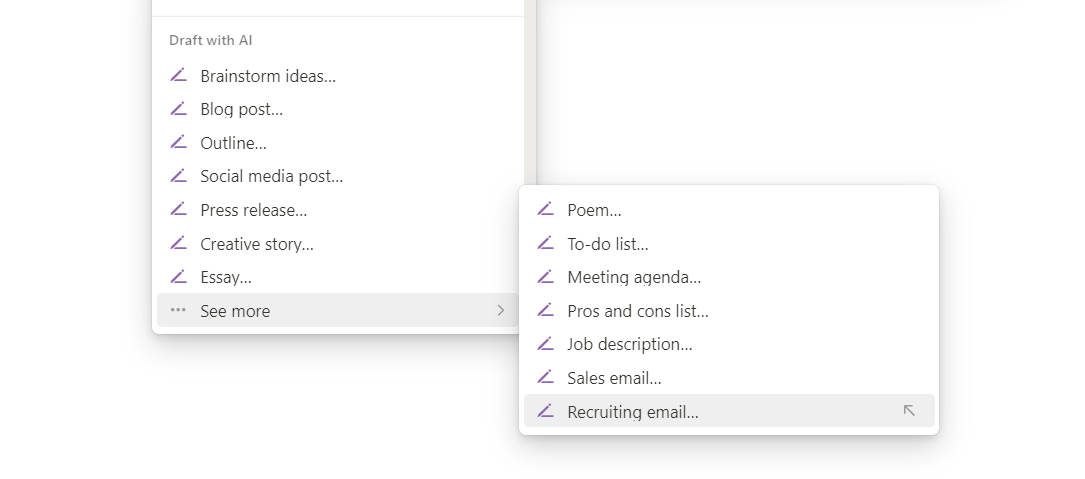 Draft with AI
Brainstorm ideas...
Blog post...
Outline...
Social media post...
Press release...
Creative story...
Essay...
See more
Poem...
To-do list...
Meeting agenda...
Pros and cons list...
Job description...
Sales email...
Recruiting email...